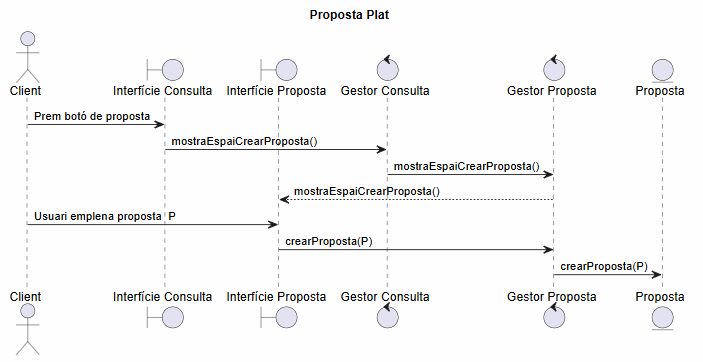 Proposta Plat
Client
Interfície Consulta
Interfície Proposta
Gestor Consulta
Gestor Proposta
Proposta
Prem botó de proposta
mostraEspaiCrearProposta()
mostraEspaiCrearProposta()
mostraEspaiCrearProposta()
Usuari emplena proposta P
crearProposta(P)
crearProposta(P)
Client
Interfície Consulta
Interfície Proposta
Gestor Consulta
Gestor Proposta
Proposta